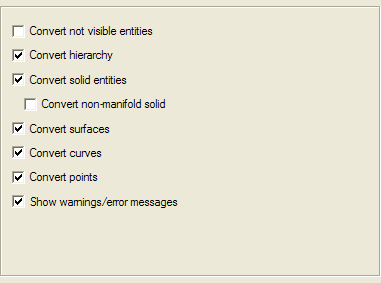 Convert not visible entities
Convert hierarchy
Convert solid entities
Convert non-manifold solid
Convert surfaces
Convert curves
Convert points
Show warnings/error messages